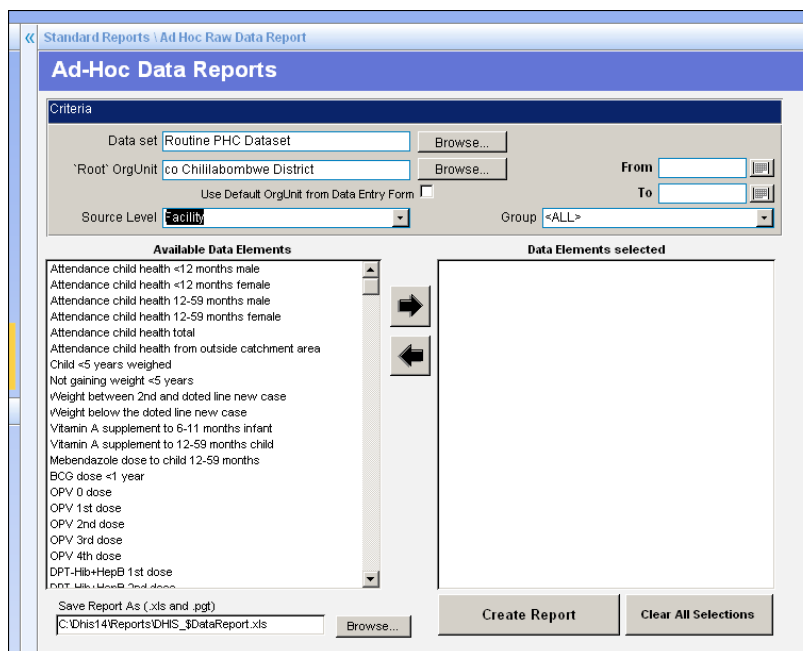 « Standard Reports \ Ad Hoc Raw Data Report
Ad-Hoc Data Reports
Criteria
Data set Routine PHC Dataset Browse...
`Root` OrgUnit co Chililabombwe District Browse... From
Use Default OrgUnit from Data Entry Form To
Source Level Facility Group <ALL>
Available Data Elements
Attendance child health <12 months male
Attendance child health <12 months female
Attendance child health 12-59 months male
Attendance child health 12-59 months female
Attendance child health total
Attendance child health from outside catchment area
Child <5 years weighed
Not gaining weight <5 years
Weight between 2nd and doted line new case
Weight below the doted line new case
Vitamin A supplement to 6-11 months infant
Vitamin A supplement to 12-59 months child
Mebendazole dose to child 12-59 months
BCG dose <1 year
OPV 0 dose
OPV 1st dose
OPV 2nd dose
OPV 3rd dose
OPV 4th dose
DPT-Hib+HepB 1st dose
DPT-Hib+HepB 2nd dose
Data Elements selected
Save Report As (.xls and .pgt)
C:\Dhis14\Reports\DHIS_$DataReport.xls Browse...
Create Report Clear All Selections